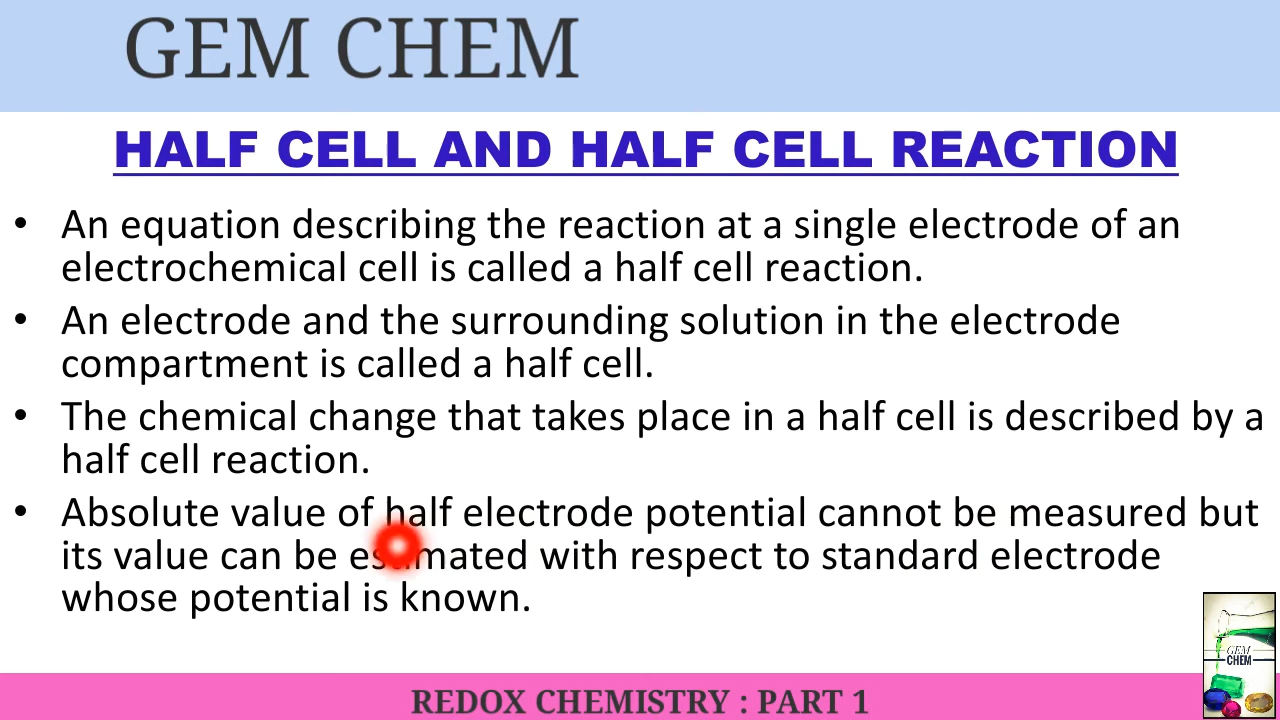 GEM CHEM
HALF CELL AND HALF CELL REACTION
• An equation describing the reaction at a single electrode of an
electrochemical cell is called a half cell reaction.
• An electrode and the surrounding solution in the electrode
compartment is called a half cell.
• The chemical change that takes place in a half cell is described by a
half cell reaction.
• Absolute value of half electrode potential cannot be measured but
its value can be estimated with respect to standard electrode
whose potential is known.
GEM
CHEM
REDOX CHEMISTRY : PART 1